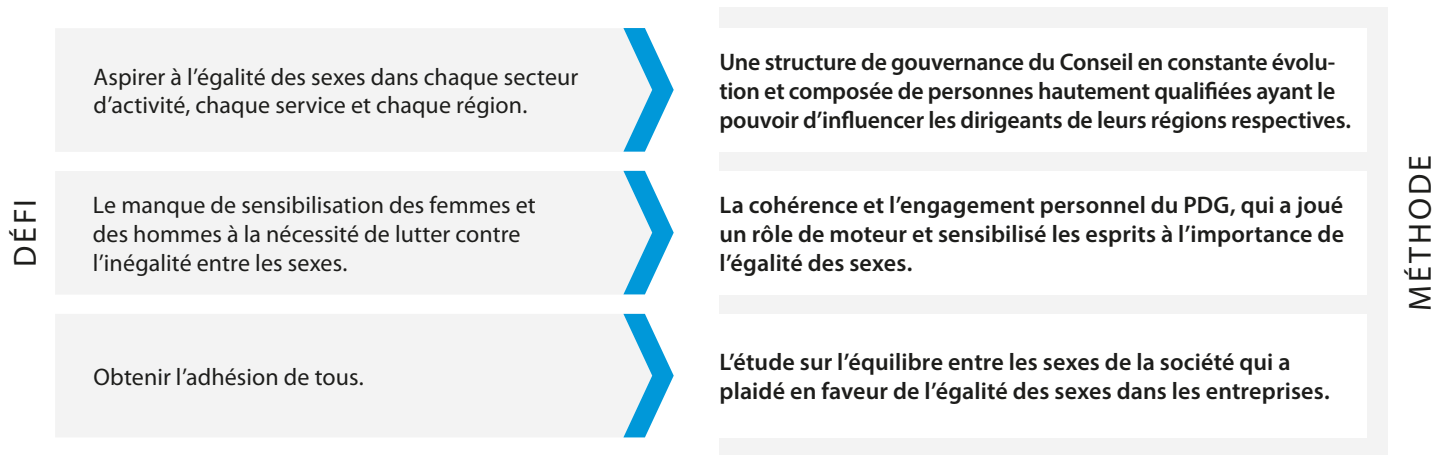 DÉFI
Aspirer à l’égalité des sexes dans chaque secteur
d’activité, chaque service et chaque région.
Une structure de gouvernance du Conseil en constante évolu-
tion et composée de personnes hautement qualifiées ayant le
pouvoir d’influencer les dirigeants de leurs régions respectives.
Le manque de sensibilisation des femmes et
des hommes à la nécessité de lutter contre
l’inégalité entre les sexes.
La cohérence et l’engagement personnel du PDG, qui a joué
un rôle de moteur et sensibilisé les esprits à l’importance de
l’égalité des sexes.
Obtenir l’adhésion de tous.
L’étude sur l’équilibre entre les sexes de la société qui a
plaidé en faveur de l’égalité des sexes dans les entreprises.
MÉTHODE